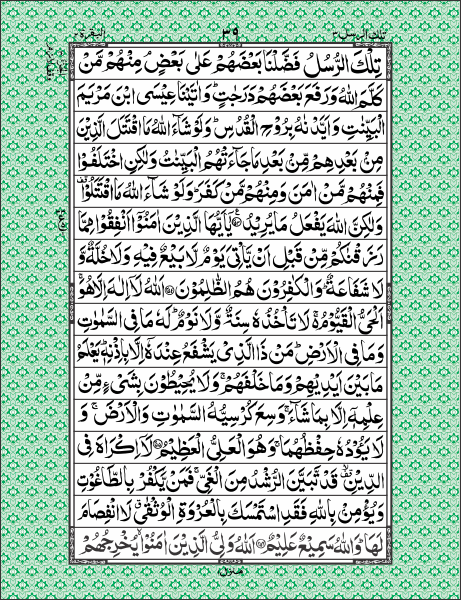 تلك الرسل ٣ ٣٩ البقرة ٢
تِلْكَ الرُّسُلُ فَضَّلْنَا بَعْضَهُمْ عَلٰى بَعْضٍ ۘ مِنْهُمْ مَّنْ
كَلَّمَ اللّٰهُ وَرَفَعَ بَعْضَهُمْ دَرَجٰتٍ ؕ وَاٰتَيْنَا عِيْسَى ابْنَ مَرْيَمَ
الْبَيِّنٰتِ وَاَيَّدْنٰهُ بِرُوْحِ الْقُدُسِ ؕ وَلَوْ شَآءَ اللّٰهُ مَا اقْتَتَلَ الَّذِيْنَ
مِنْۢ بَعْدِهِمْ مِّنْۢ بَعْدِ مَا جَآءَتْهُمُ الْبَيِّنٰتُ وَلٰكِنِ اخْتَلَفُوْا
فَمِنْهُمْ مَّنْ اٰمَنَ وَمِنْهُمْ مَّنْ كَفَرَ ؕ وَلَوْ شَآءَ اللّٰهُ مَا اقْتَتَلُوْا ۟
وَلٰكِنَّ اللّٰهَ يَفْعَلُ مَا يُرِيْدُ ۟ يٰۤاَيُّهَا الَّذِيْنَ اٰمَنُوْۤا اَنْفِقُوْا مِمَّا
رَزَقْنٰكُمْ مِّنْ قَبْلِ اَنْ يَّاْتِيَ يَوْمٌ لَّا بَيْعٌ فِيْهِ وَلَا خُلَّةٌ وَّ
لَا شَفَاعَةٌ ؕ وَالْكٰفِرُوْنَ هُمُ الظّٰلِمُوْنَ ۟ اَللّٰهُ لَاۤ اِلٰهَ اِلَّا هُوَ ۚ
اَلْحَيُّ الْقَيُّوْمُ ۚ۬ لَا تَاْخُذُهٗ سِنَةٌ وَّلَا نَوْمٌ ؕ لَهٗ مَا فِي السَّمٰوٰتِ
وَمَا فِي الْاَرْضِ ؕ مَنْ ذَا الَّذِيْ يَشْفَعُ عِنْدَهٗۤ اِلَّا بِاِذْنِهٖ ؕ يَعْلَمُ
مَا بَيْنَ اَيْدِيْهِمْ وَمَا خَلْفَهُمْ ۚ وَلَا يُحِيْطُوْنَ بِشَيْءٍ مِّنْ
عِلْمِهٖۤ اِلَّا بِمَا شَآءَ ۚ وَسِعَ كُرْسِيُّهُ السَّمٰوٰتِ وَالْاَرْضَ ۚ وَ
لَا يَـُٔوْدُهٗ حِفْظُهُمَا ۚ وَهُوَ الْعَلِيُّ الْعَظِيْمُ ۟ لَاۤ اِكْرَاهَ فِي
الدِّيْنِ ۟ۙ قَدْ تَّبَيَّنَ الرُّشْدُ مِنَ الْغَيِّ ۚ فَمَنْ يَّكْفُرْ بِالطَّاغُوْتِ
وَيُؤْمِنْۢ بِاللّٰهِ فَقَدِ اسْتَمْسَكَ بِالْعُرْوَةِ الْوُثْقٰى ۗ لَا انْفِصَامَ
لَهَا ؕ وَاللّٰهُ سَمِيْعٌ عَلِيْمٌ ۟ اَللّٰهُ وَلِيُّ الَّذِيْنَ اٰمَنُوْا يُخْرِجُهُمْ